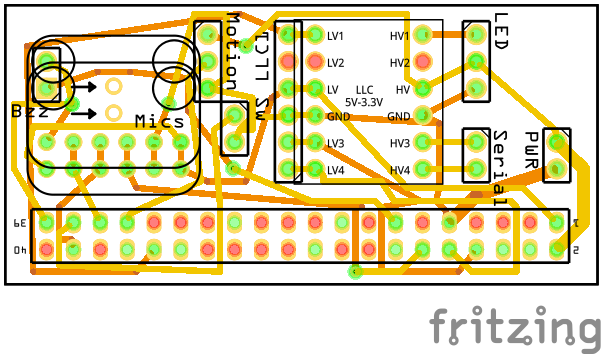 Motion
LED
LV1
HV1
LV2
HV2
LLC
5V-3.3V
LV
HV
GND
GND
LV3
HV3
LV4
HV4
Bzz
Mics
Sw
Serial
PWR
39
1
40
2
fritzing